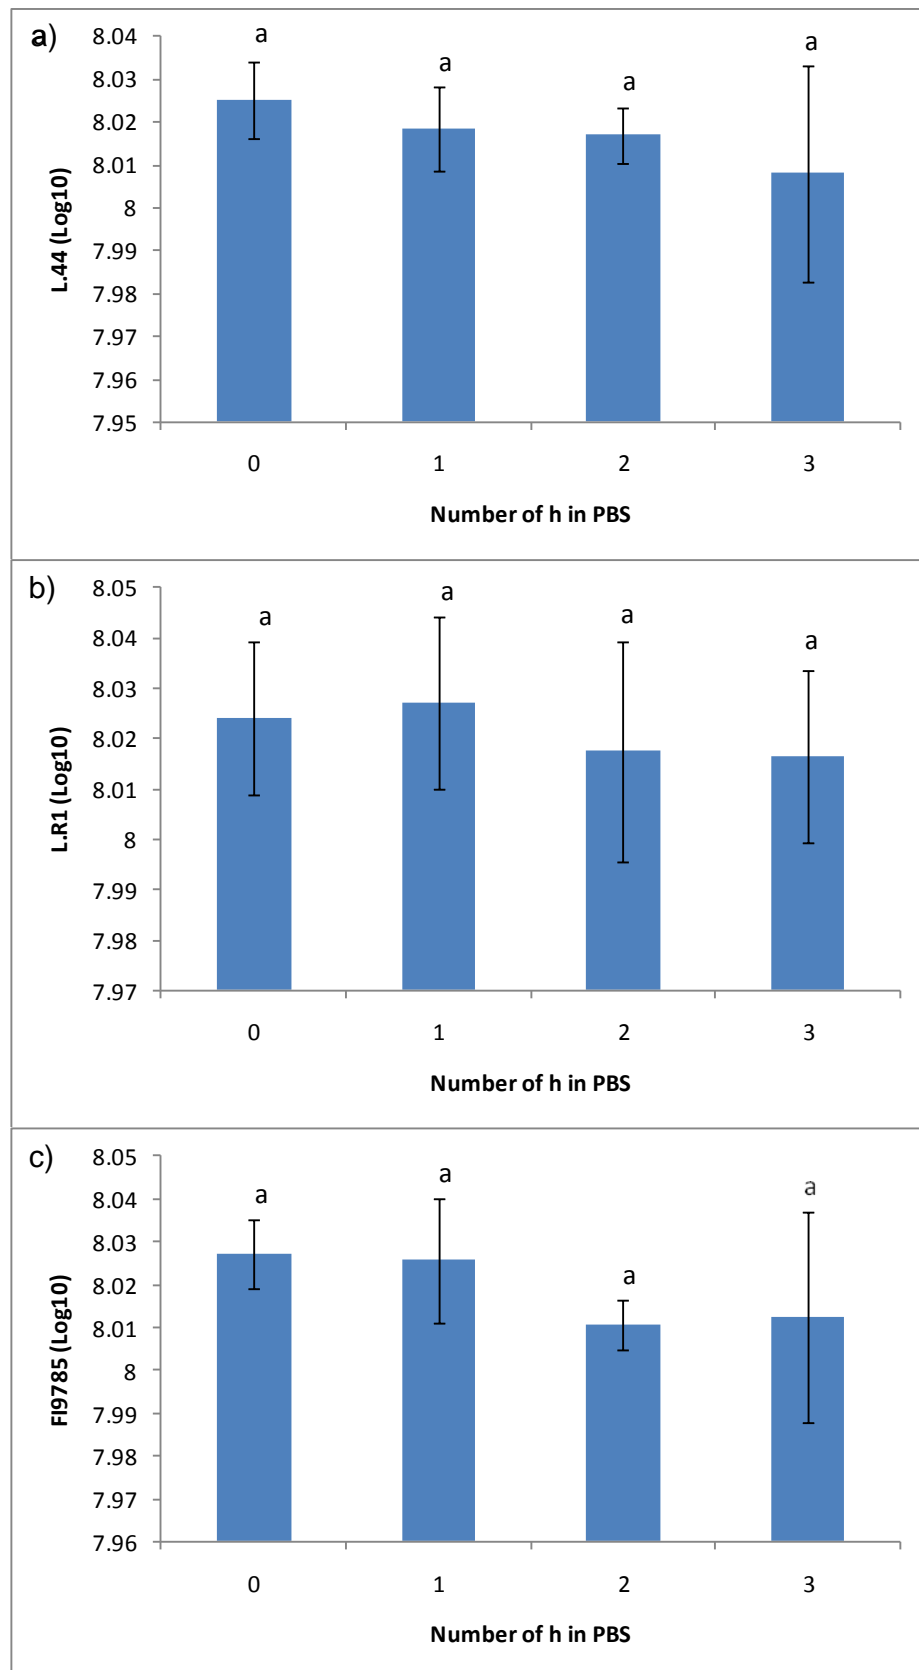 a)
a
a
a
a
8.04
8.03
8.02
8.01
8
7.99
7.98
7.97
7.96
7.95
L.44 (Log10)
0 1 2 3
Number of h in PBS
b)
a
a
a
a
8.05
8.04
8.03
8.02
8.01
8
7.99
7.98
7.97
L.R1 (Log10)
0 1 2 3
Number of h in PBS
c)
a
a
a
a
8.05
8.04
8.03
8.02
8.01
8
7.99
7.98
7.97
7.96
FI9785 (Log10)
0 1 2 3
Number of h in PBS